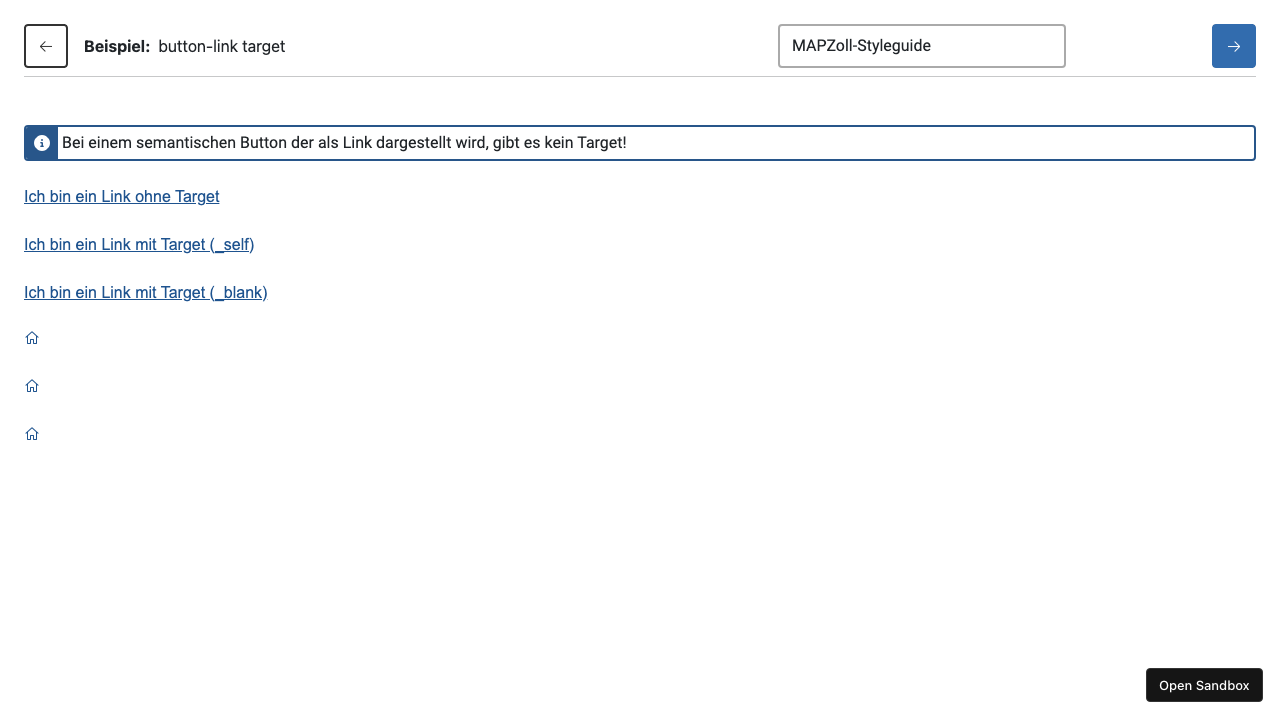 Beispiel: button-link target
MAPZoll-Styleguide
Bei einem semantischen Button der als Link dargestellt wird, gibt es kein Target!
Ich bin ein Link ohne Target
Ich bin ein Link mit Target (_self)
Ich bin ein Link mit Target (_blank)
Open Sandbox